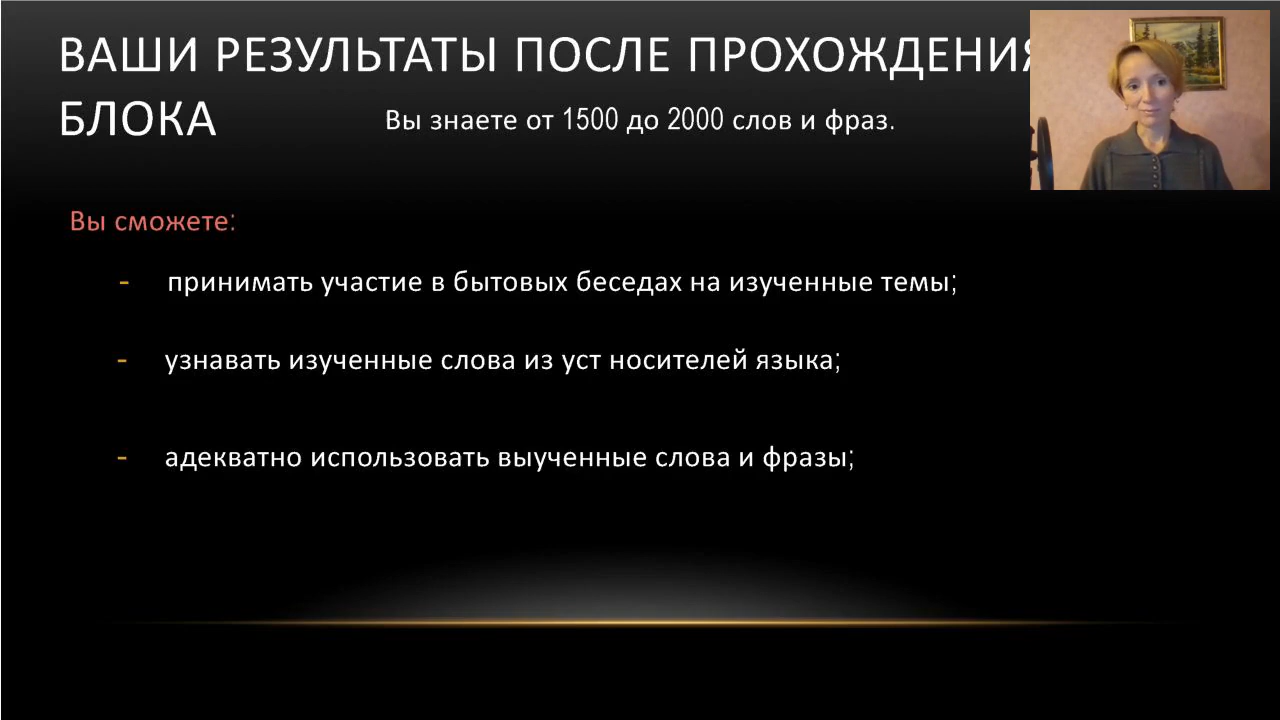 ВАШИ РЕЗУЛЬТАТЫ ПОСЛЕ ПРОХОЖДЕНИЯ
БЛОКА
Вы знаете от 1500 до 2000 слов и фраз.
Вы сможете:
- принимать участие в бытовых беседах на изученные темы;
- узнавать изученные слова из уст носителей языка;
- адекватно использовать выученные слова и фразы;